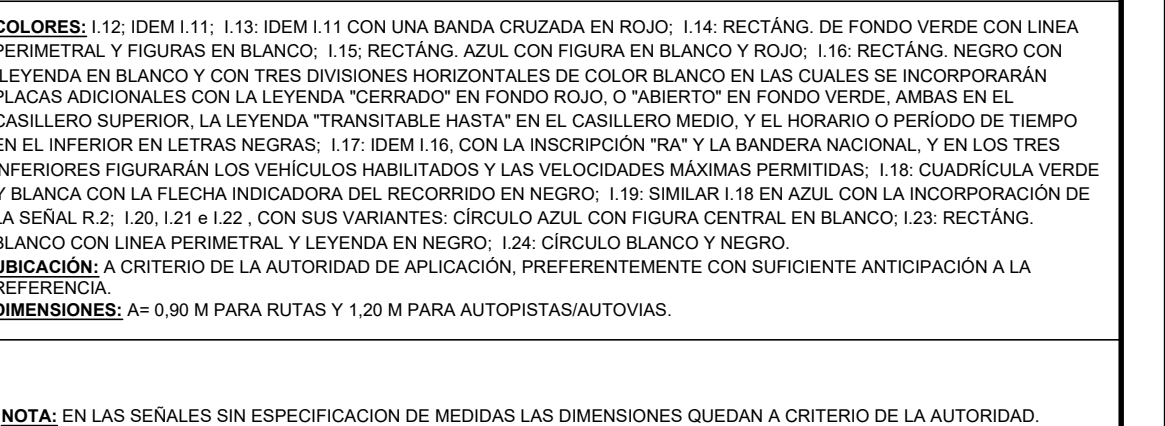 COLORES: I.12; IDEM I.11; I.13: IDEM I.11 CON UNA BANDA CRUZADA EN ROJO; I.14: RECTÁNG. DE FONDO VERDE CON LINEA
PERIMETRAL Y FIGURAS EN BLANCO; I.15; RECTÁNG. AZUL CON FIGURA EN BLANCO Y ROJO; I.16: RECTÁNG. NEGRO CON
LEYENDA EN BLANCO Y CON TRES DIVISIONES HORIZONTALES DE COLOR BLANCO EN LAS CUALES SE INCORPORARÁN
PLACAS ADICIONALES CON LA LEYENDA "CERRADO" EN FONDO ROJO, O "ABIERTO" EN FONDO VERDE, AMBAS EN EL
CASILLERO SUPERIOR, LA LEYENDA "TRANSITABLE HASTA" EN EL CASILLERO MEDIO, Y EL HORARIO O PERÍODO DE TIEMPO
EN EL INFERIOR EN LETRAS NEGRAS; I.17: IDEM I.16, CON LA INSCRIPCIÓN "RA" Y LA BANDERA NACIONAL, Y EN LOS TRES
INFERIORES FIGURARÁN LOS VEHÍCULOS HABILITADOS Y LAS VELOCIDADES MÁXIMAS PERMITIDAS; I.18: CUADRÍCULA VERDE
Y BLANCA CON LA FLECHA INDICADORA DEL RECORRIDO EN NEGRO; I.19: SIMILAR I.18 EN AZUL CON LA INCORPORACIÓN DE
LA SEÑAL R.2; I.20, I.21 e I.22 , CON SUS VARIANTES: CÍRCULO AZUL CON FIGURA CENTRAL EN BLANCO; I.23: RECTÁNG.
BLANCO CON LINEA PERIMETRAL Y LEYENDA EN NEGRO; I.24: CÍRCULO BLANCO Y NEGRO.
UBICACIÓN: A CRITERIO DE LA AUTORIDAD DE APLICACIÓN, PREFERENTEMENTE CON SUFICIENTE ANTICIPACIÓN A LA
REFERENCIA.
DIMENSIONES: A= 0,90 M PARA RUTAS Y 1,20 M PARA AUTOPISTAS/AUTOVIAS.
NOTA: EN LAS SEÑALES SIN ESPECIFICACION DE MEDIDAS LAS DIMENSIONES QUEDAN A CRITERIO DE LA AUTORIDAD.